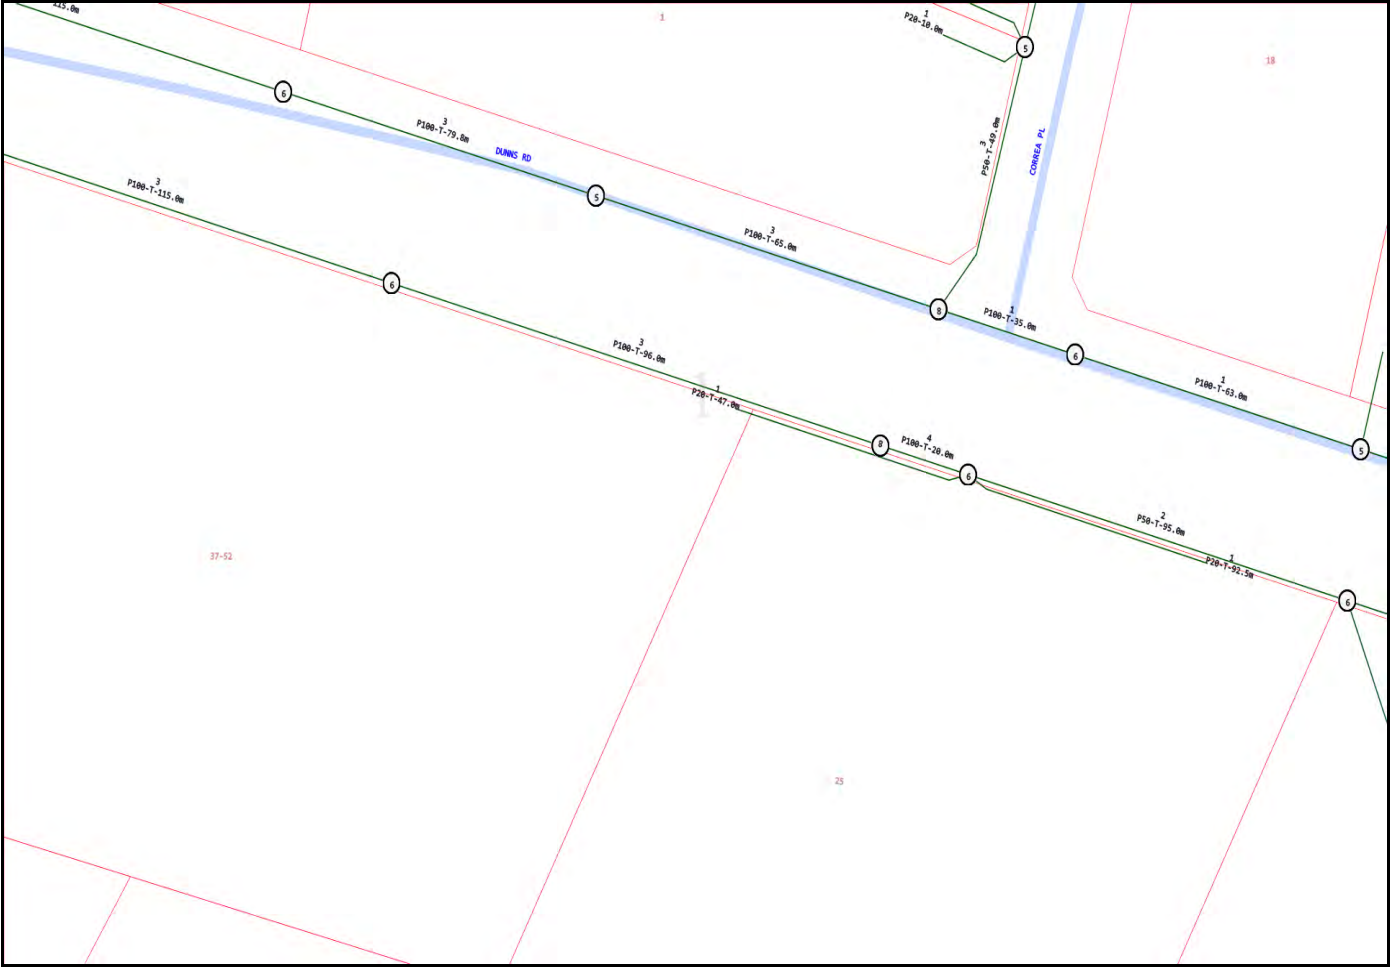 115.0m
1
1
P20-10.0m
5
18
6
3
P100-T-79.8m
DUNNS RD
3
P50-T-49.0m
CORREA PL
3
P100-T-115.0m
5
3
P100-T-65.0m
6
8
1
P100-T-35.0m
6
3
P100-T-96.0m
1
1
P20-T-47.0m
1
P100-T-63.0m
5
8
4
P100-T-20.0m
6
2
P50-T-95.0m
1
P20-T-92.5m
6
37-52
25